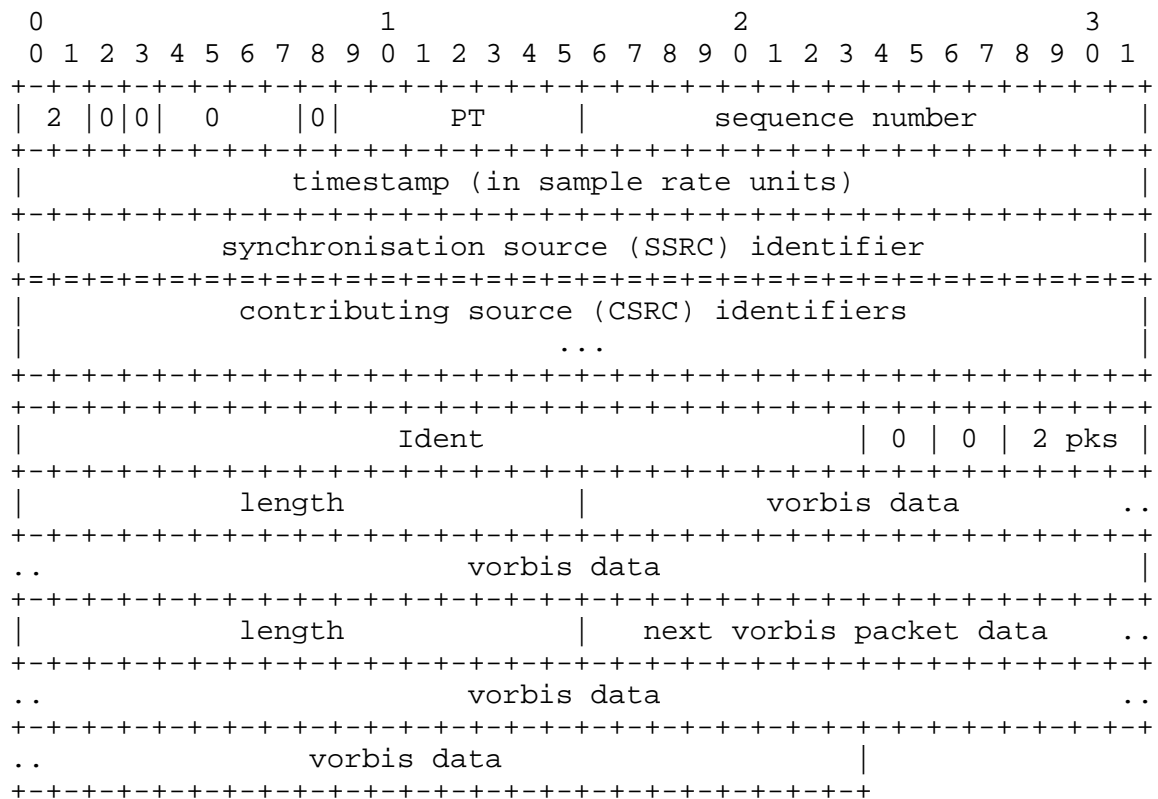 0                   1                   2                   3
 0 1 2 3 4 5 6 7 8 9 0 1 2 3 4 5 6 7 8 9 0 1 2 3 4 5 6 7 8 9 0 1
+-+-+-+-+-+-+-+-+-+-+-+-+-+-+-+-+-+-+-+-+-+-+-+-+-+-+-+-+-+-+-+-+
| 2 |0|0|  0    |0|      PT     |       sequence number         |
+-+-+-+-+-+-+-+-+-+-+-+-+-+-+-+-+-+-+-+-+-+-+-+-+-+-+-+-+-+-+-+-+
|               timestamp (in sample rate units)                |
+-+-+-+-+-+-+-+-+-+-+-+-+-+-+-+-+-+-+-+-+-+-+-+-+-+-+-+-+-+-+-+-+
|           synchronisation source (SSRC) identifier            |
+=+=+=+=+=+=+=+=+=+=+=+=+=+=+=+=+=+=+=+=+=+=+=+=+=+=+=+=+=+=+=+=+
|            contributing source (CSRC) identifiers             |
|                              ...                              |
+-+-+-+-+-+-+-+-+-+-+-+-+-+-+-+-+-+-+-+-+-+-+-+-+-+-+-+-+-+-+-+-+
+-+-+-+-+-+-+-+-+-+-+-+-+-+-+-+-+-+-+-+-+-+-+-+-+-+-+-+-+-+-+-+-+
|                     Ident                     | 0 | 0 | 2 pks |
+-+-+-+-+-+-+-+-+-+-+-+-+-+-+-+-+-+-+-+-+-+-+-+-+-+-+-+-+-+-+-+-+
|            length             |          vorbis data         ..
+-+-+-+-+-+-+-+-+-+-+-+-+-+-+-+-+-+-+-+-+-+-+-+-+-+-+-+-+-+-+-+-+
..                        vorbis data                           |
+-+-+-+-+-+-+-+-+-+-+-+-+-+-+-+-+-+-+-+-+-+-+-+-+-+-+-+-+-+-+-+-+
|            length             |   next vorbis packet data    ..
+-+-+-+-+-+-+-+-+-+-+-+-+-+-+-+-+-+-+-+-+-+-+-+-+-+-+-+-+-+-+-+-+
..                        vorbis data                          ..
+-+-+-+-+-+-+-+-+-+-+-+-+-+-+-+-+-+-+-+-+-+-+-+-+-+-+-+-+-+-+-+-+
..               vorbis data                    |
+-+-+-+-+-+-+-+-+-+-+-+-+-+-+-+-+-+-+-+-+-+-+-+-+